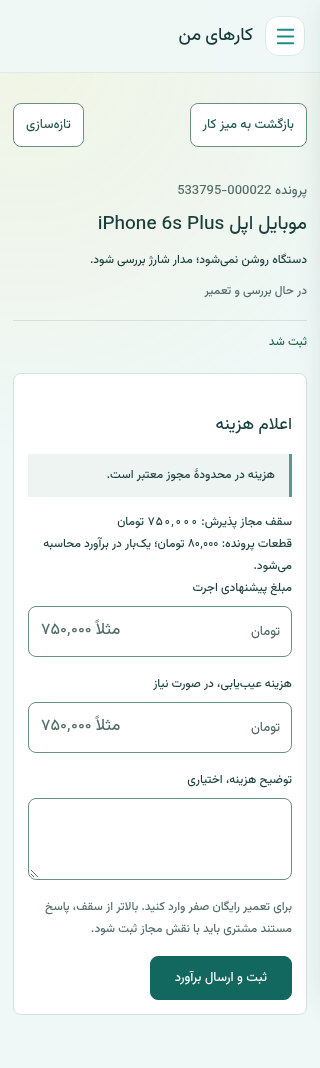 کارهای من
بازگشت به میز کار
تازه‌سازی
پرونده 533795-000022
موبایل اپل iPhone 6s Plus
دستگاه روشن نمی‌شود؛ مدار شارژ بررسی شود.
در حال بررسی و تعمیر
ثبت شد
اعلام هزینه
هزینه در محدودهٔ مجوز معتبر است.
سقف مجاز پذیرش: ۷۵۰,۰۰۰ تومان
قطعات پرونده: ۸۰,۰۰۰ تومان؛ یک‌بار در برآورد محاسبه
می‌شود.
مبلغ پیشنهادی اجرت
مثلاً ۷۵۰,۰۰۰ تومان
هزینه عیب‌یابی، در صورت نیاز
مثلاً ۷۵۰,۰۰۰ تومان
توضیح هزینه، اختیاری
برای تعمیر رایگان صفر وارد کنید. بالاتر از سقف، پاسخ
مستند مشتری باید با نقش مجاز ثبت شود.
ثبت و ارسال برآورد